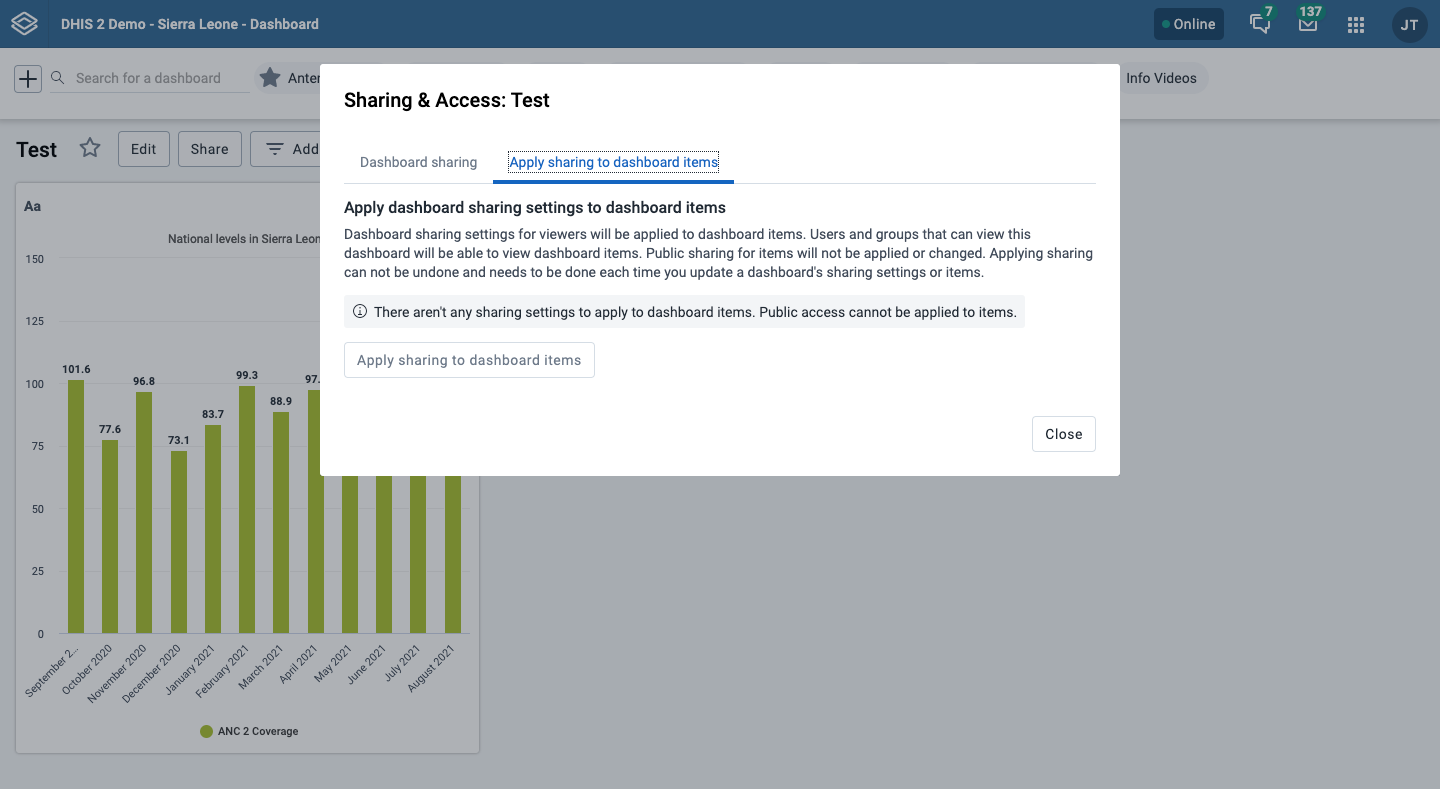 DHIS 2 Demo - Sierra Leone - Dashboard
Online
7
137
JT
Search for a dashboard
Info Videos
Test
Edit
Share
Add
Sharing & Access: Test
Dashboard sharing
Apply sharing to dashboard items
Apply dashboard sharing settings to dashboard items
Dashboard sharing settings for viewers will be applied to dashboard items. Users and groups that can view this
dashboard will be able to view dashboard items. Public sharing for items will not be applied or changed. Applying sharing
can not be undone and needs to be done each time you update a dashboard's sharing settings or items.
There aren't any sharing settings to apply to dashboard items. Public access cannot be applied to items.
Apply sharing to dashboard items
Close
Aa
National levels in Sierra
150
125
100
75
50
25
0
101.6
77.6
96.8
73.1
83.7
99.3
88.9
97.
September 2...
October 2020
November 2020
December 2020
January 2021
February 2021
March 2021
April 2021
May 2021
June 2021
July 2021
August 2021
ANC 2 Coverage